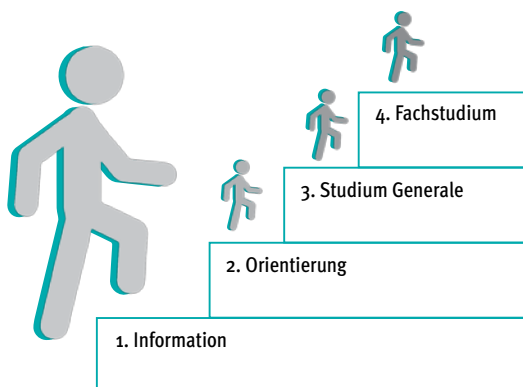 4. Fachstudium
3. Studium Generale
2. Orientierung
1. Information